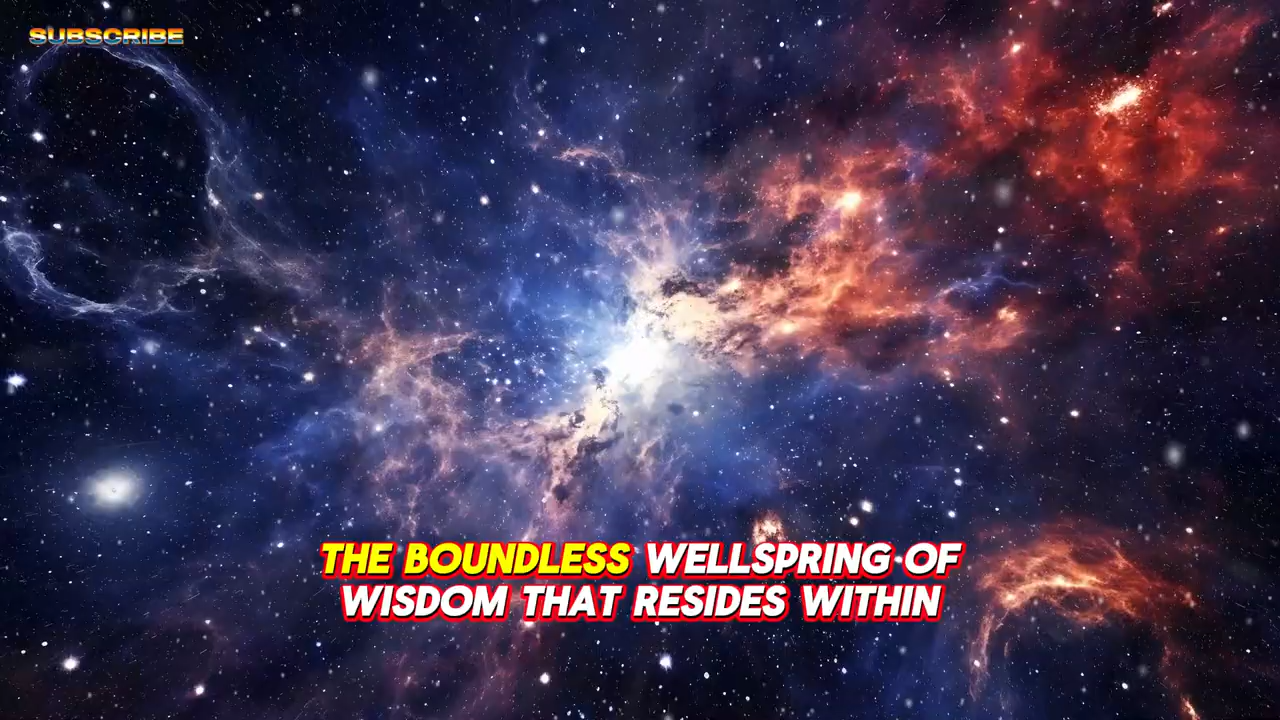 SUBSCRIBE
THE BOUNDLESS WELLSPRING OF
WISDOM THAT RESIDES WITHIN